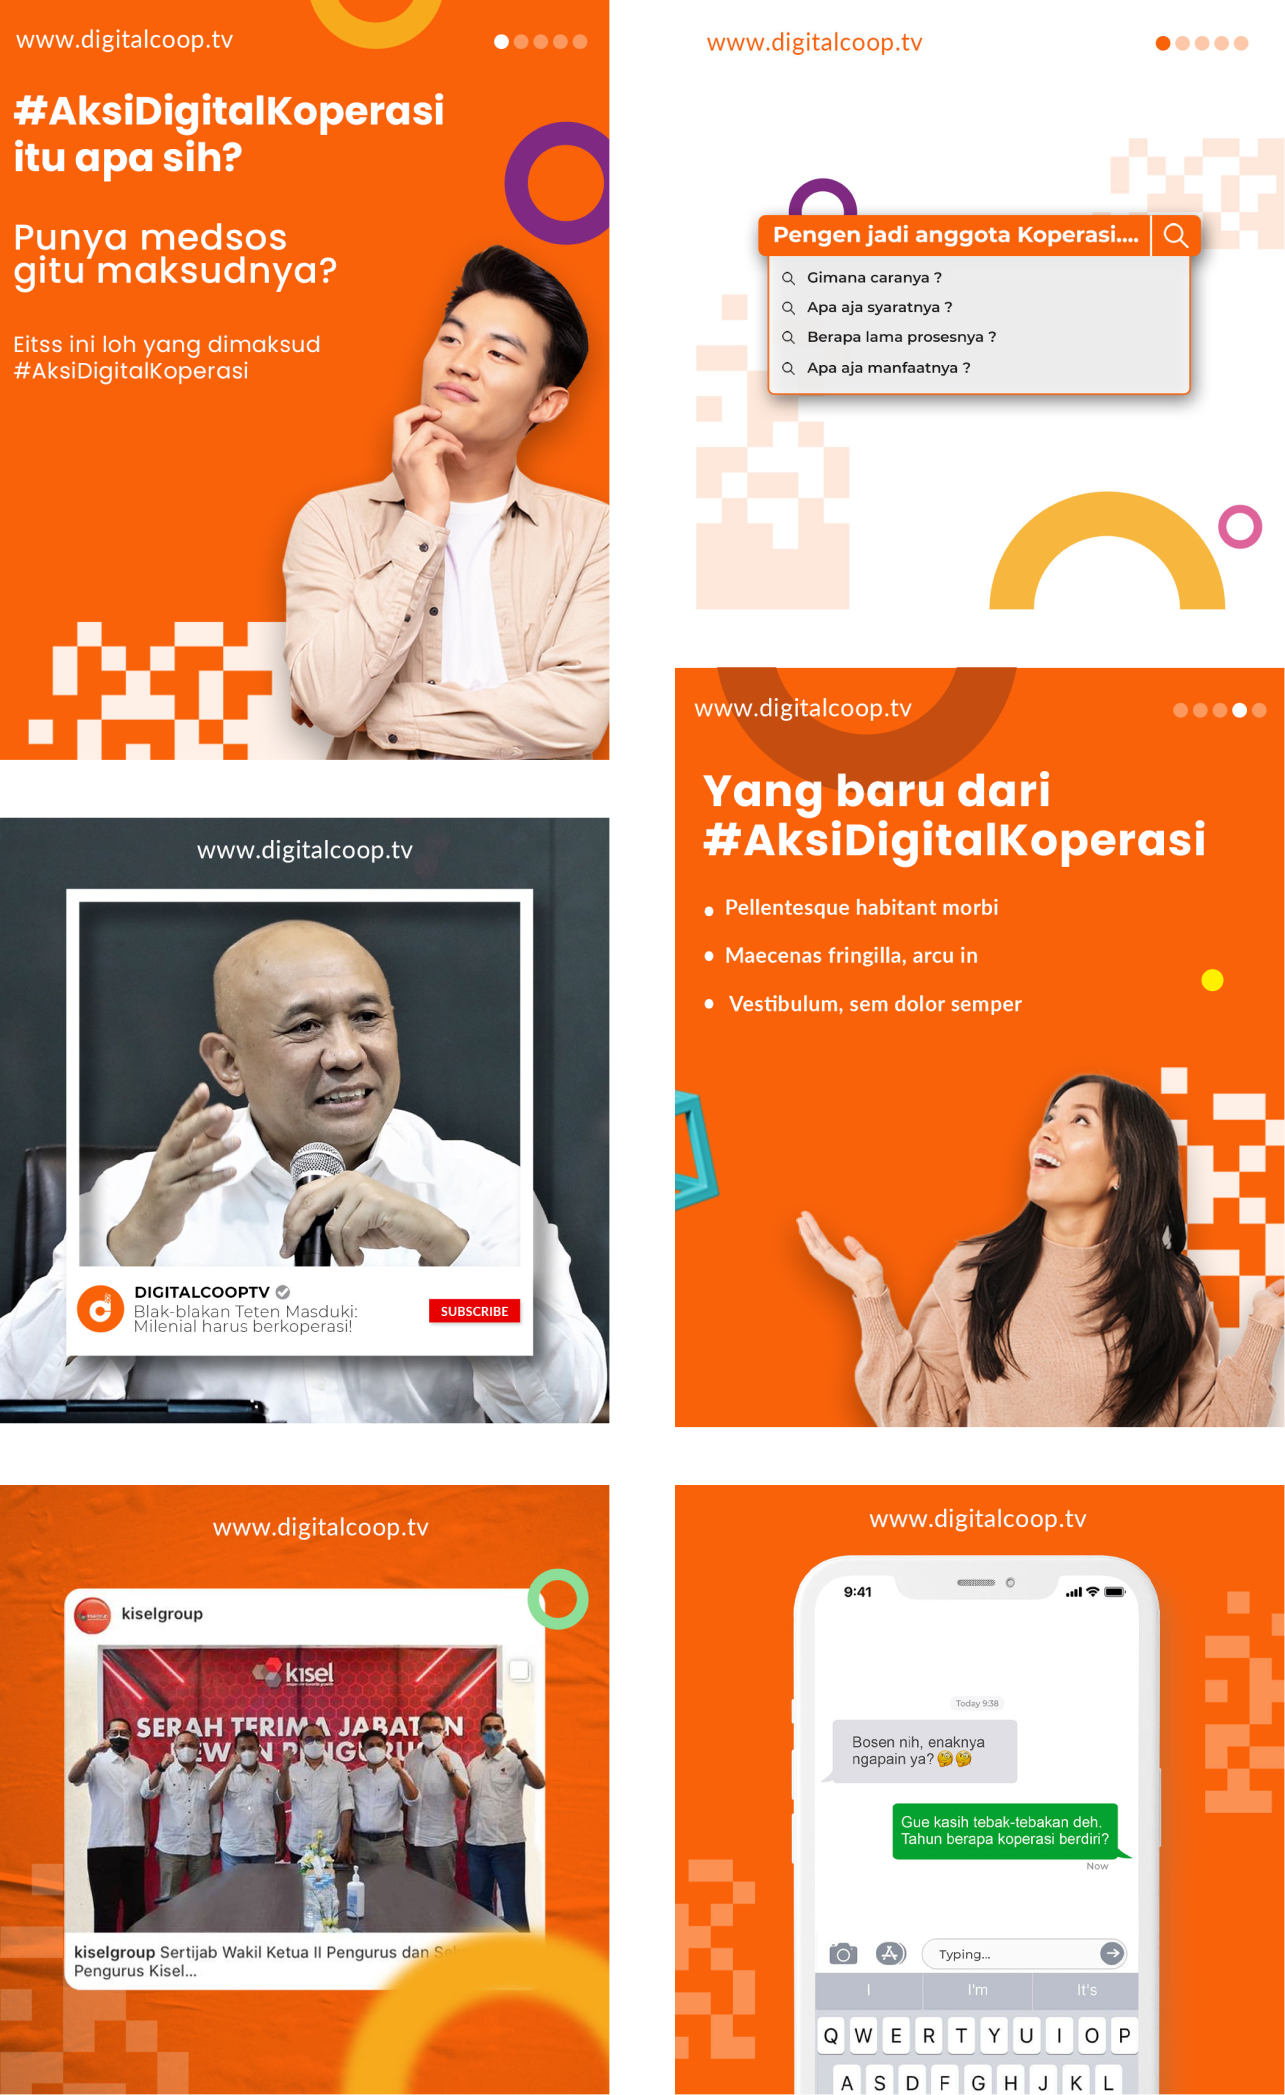 www.digitalcoop.tv
#AksiDigitalKoperasi
itu apa sih?
Punya medsos
gitu maksudnya?
Eitss ini loh yang dimaksud
#AksiDigitalKoperasi
www.digitalcoop.tv
Pengen jadi anggota Koperasi....
Gimana caranya ?
Apa aja syaratnya ?
Berapa lama prosesnya ?
Apa aja manfaatnya ?
www.digitalcoop.tv
DIGITALCOOPTV
Blak-blakan Teten Masduki:
Milenial harus berkoperasi!
SUBSCRIBE
www.digitalcoop.tv
Yang baru dari
#AksiDigitalKoperasi
• Pellentesque habitant morbi
• Maecenas fringilla, arcu in
• Vestibulum, sem dolor semper
www.digitalcoop.tv
kiselgroup
kisel
SERAH TERIMA JABATAN
DEWAN PENGURUS
kiselgroup Sertijab Wakil Ketua II Pengurus dan
Pengurus Kisel...
www.digitalcoop.tv
9:41
Today 9:38
Bosen nih, enaknya
ngapain ya? 🤔🤔
Gue kasih tebak-tebakan deh.
Tahun berapa koperasi berdiri?
Now
Typing...
I I'm It's
Q W E R T Y U I O P
A S D F G H J K L